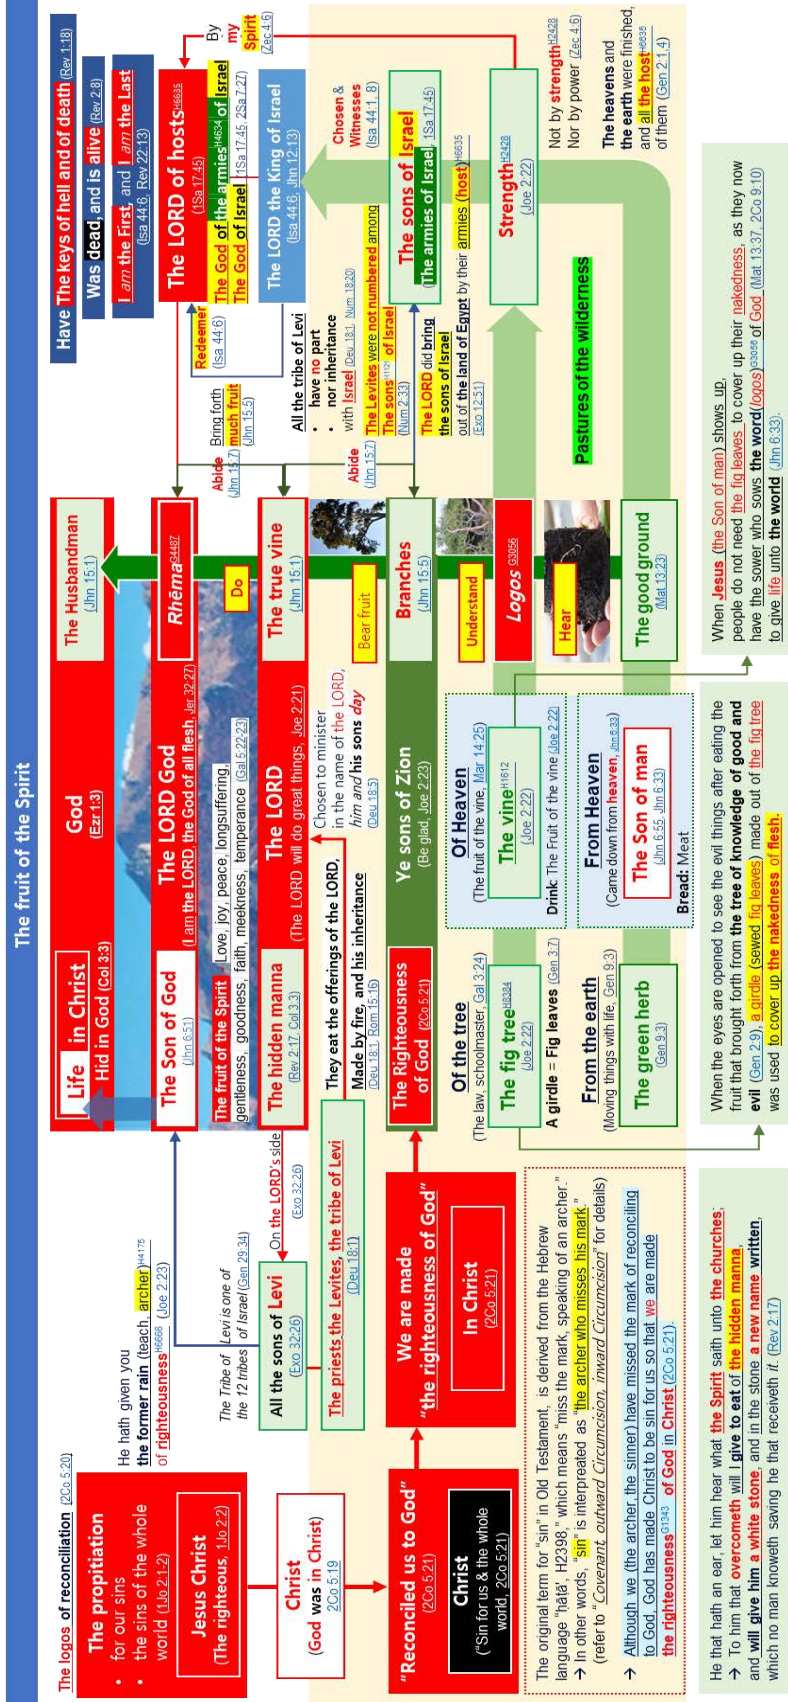 The fruit of the Spirit
The logos of reconciliation (2Co 5:20)
The propitiation
• for our sins
• the sins of the whole
world (1Jo 2:1-2)
Jesus Christ
(The righteous, 1Jo 2:2)
Christ
(God was in Christ)
2Co 5:19
"Reconciled us to God"
(2Co 5:21)
Christ
("Sin for us & the whole
world, 2Co 5:21)
He hath given you
the former rain (teach, archer)H4175
of righteousnessH6666 (Joe 2:23)
The Tribe of Levi is one of
the 12 tribes of Israel (Gen 29:34)
All the sons of Levi
(Exo 32:26)
On the LORD's side
(Exo 32:26)
The priests the Levites, the tribe of Levi
(Deu 18:1)
We are made
"the righteousness of God"
In Christ
(2Co 5:21)
The original term for "sin" in Old Testament, is derived from the Hebrew
language "hâtâ', H2398," which means "miss the mark, speaking of an archer."
→ In other words, "sin" is interpreated as "the archer who misses his mark."
(refer to "Covenant, outward Circumcision, inward Circumcision" for details)
→ Although we (the archer, the sinner) have missed the mark of reconciling
to God, God has made Christ to be sin for us so that we are made
the righteousnessG1343 of God in Christ (2Co 5:21).
He that hath an ear, let him hear what the Spirit saith unto the churches;
→ To him that overcometh will I give to eat of the hidden manna,
and will give him a white stone, and in the stone a new name written,
which no man knoweth saving he that receiveth it. (Rev 2:17)
Life in Christ
Hid in God (Col 3:3)
God
(Ezr 1:3)
The Husbandman
(Jhn 15:1)
The Son of God
(Jhn 6:51)
The LORD God
(I am the LORD, the God of all flesh, Jer 32:27)
RhēmaG4487
The fruit of the Spirit - Love, joy, peace, longsuffering,
gentleness, goodness, faith, meekness, temperance (Gal 5:22-23)
Do
The hidden manna
(Rev 2:17, Col 3:3)
The LORD
(The LORD will do great things, Joe 2:21)
The true vine
(Jhn 15:1)
They eat the offerings of the LORD,
Made by fire, and his inheritance
(Deu 18:1, Rom 15:16)
Chosen to minister
in the name of the LORD,
him and his sons day
(Deu 18:5)
Bear fruit
The Righteousness
of God (2Co 5:21)
Ye sons of Zion
(Be glad, Joe 2:23)
Branches
(Jhn 15:5)
Of the tree
(The law, schoolmaster, Gal 3:24)
The fig treeH8384
(Joe 2:22)
A girdle = Fig leaves (Gen 3:7)
Of Heaven
(The fruit of the vine, Mar 14:25)
The vineH1612
(Joe 2:22)
Drink: The Fruit of the vine (Joe 2:22)
Understand
Logos G3056
Hear
From the earth
(Moving things with life, Gen 9:3)
The green herb
(Gen 9:3)
From Heaven
(Came down from heaven, Jhn 6:33)
The Son of man
(Jhn 6:55, Jhn 6:33)
Bread: Meat
The good ground
(Mat 13:23)
When the eyes are opened to see the evil things after eating the
fruit that brought forth from the tree of knowledge of good and
evil (Gen 2:9), a girdle (sewed fig leaves) made out of the fig tree
was used to cover up the nakedness of flesh.
Have The keys of hell and of death (Rev 1:18)
Was dead, and is alive (Rev 2:8)
I am the First, and I am the Last
(Isa 44:6, Rev 22:13)
The LORD of hostsH6635
(1Sa 17:45)
The God of the armiesH4634 of Israel
The God of Israel (1Sa 17:45, 2Sa 7:27)
The LORD the King of Israel
(Isa 44:6, Jhn 12:13)
By
my
Spirit
(Zec 4:6)
Abide
(Jhn 15:7)
Bring forth
much fruit
(Jhn 15:5)
Redeemer
(Isa 44:6)
All the tribe of Levi
• have no part
• nor inheritance
with Israel (Deu 18:1, Num 18:20)
Abide
(Jhn 15:7)
The Levites were not numbered among
The sonsH1121 of Israel
(Num 2:33)
Chosen &
Witnesses
(Isa 44:1, 8)
The sons of Israel
(The armies of Israel, 1Sa 17:45)
The LORD did bring
the sons of Israel
out of the land of Egypt by their armies (host)H6635
(Exo 12:51)
StrengthH2428
(Joe 2:22)
Not by strengthH2428
Nor by power (Zec 4:6)
The heavens and
the earth were finished,
and all the hostH6635
of them (Gen 2:1,4)
Pastures of the wilderness
When Jesus (the Son of man) shows up,
people do not need the fig leaves to cover up their nakedness, as they now
have the sower who sows the word(logos)G3056 of God (Mat 13:37, 2Co 9:10)
to give life unto the world (Jhn 6:33).